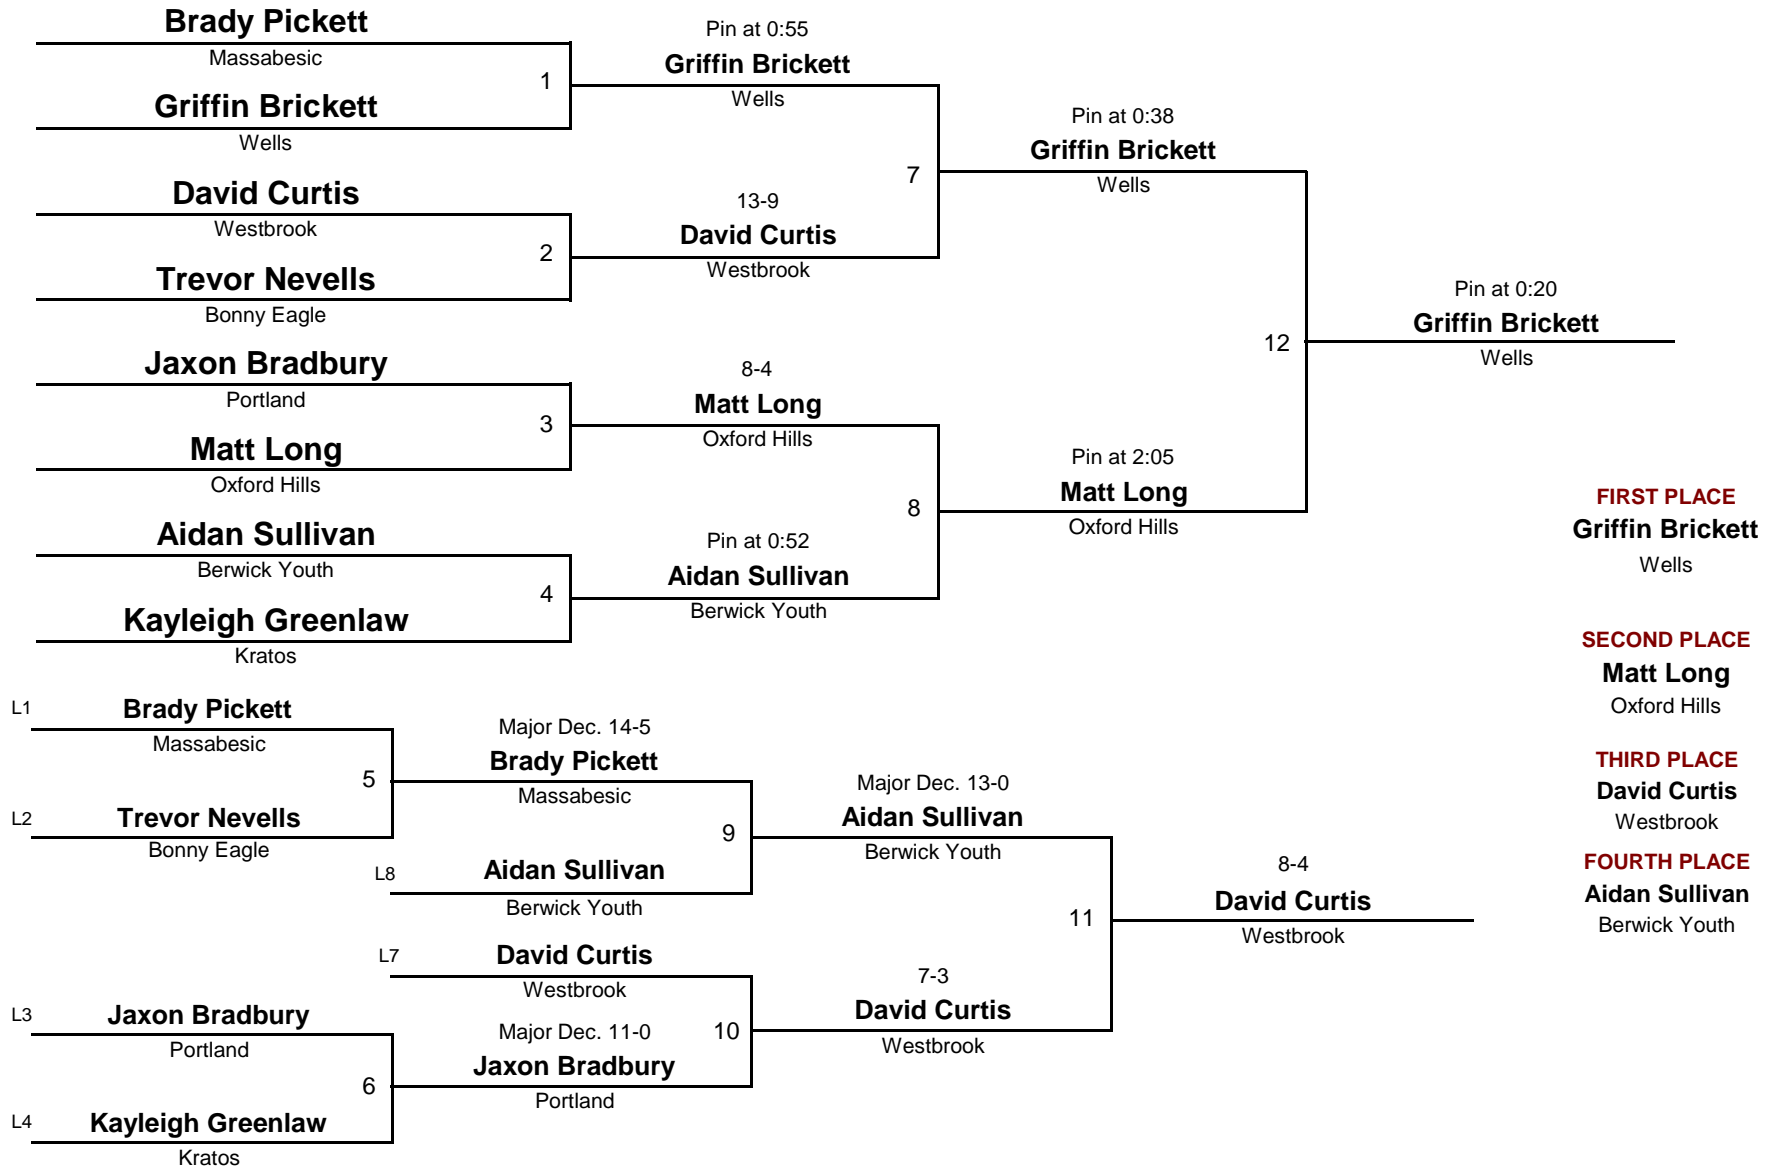 Brady Pickett
Massabesic
1
Griffin Brickett
Wells
David Curtis
Westbrook
2
Trevor Nevells
Bonny Eagle
Jaxon Bradbury
Portland
3
Matt Long
Oxford Hills
Aidan Sullivan
Berwick Youth
4
Kayleigh Greenlaw
Kratos
Pin at 0:55
Griffin Brickett
Wells
7
13-9
David Curtis
Westbrook
8-4
Matt Long
Oxford Hills
8
Pin at 0:52
Aidan Sullivan
Berwick Youth
Pin at 0:38
Griffin Brickett
Wells
12
Pin at 2:05
Matt Long
Oxford Hills
Pin at 0:20
Griffin Brickett
Wells
L1
Brady Pickett
Massabesic
5
L2
Trevor Nevells
Bonny Eagle
L3
Jaxon Bradbury
Portland
6
L4
Kayleigh Greenlaw
Kratos
Major Dec. 14-5
Brady Pickett
Massabesic
9
L8
Aidan Sullivan
Berwick Youth
L7
David Curtis
Westbrook
10
Major Dec. 11-0
Jaxon Bradbury
Portland
Major Dec. 13-0
Aidan Sullivan
Berwick Youth
11
7-3
David Curtis
Westbrook
8-4
David Curtis
Westbrook
FIRST PLACE
Griffin Brickett
Wells
SECOND PLACE
Matt Long
Oxford Hills
THIRD PLACE
David Curtis
Westbrook
FOURTH PLACE
Aidan Sullivan
Berwick Youth